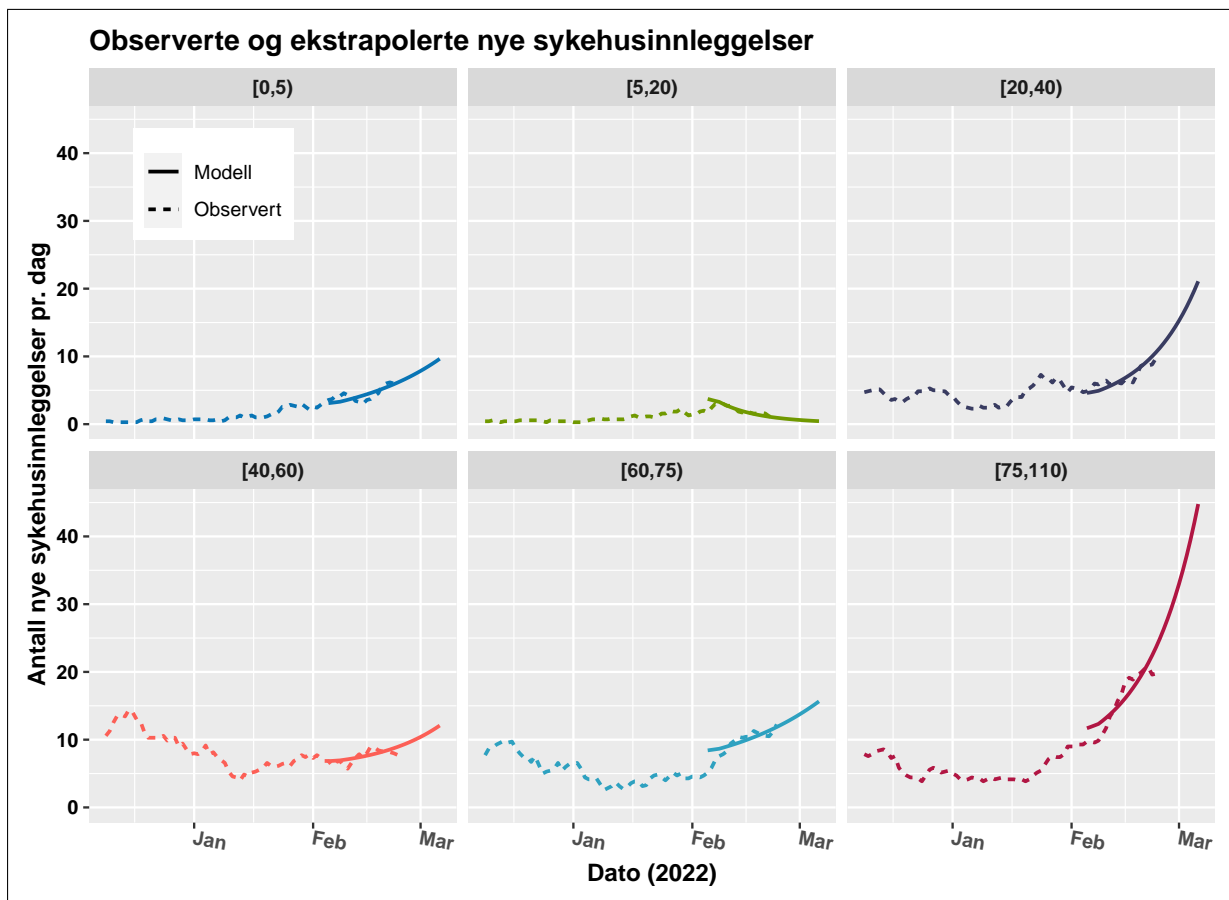 Observerte og ekstrapolerte nye sykehusinnleggelser
[0,5)
[5,20)
[20,40)
Modell
Observert
40
30
20
10
0
[40,60)
[60,75)
[75,110)
40
30
20
10
0
Antall nye sykehusinnleggelser pr. dag
Jan Feb Mar
Jan Feb Mar
Jan Feb Mar
Dato (2022)